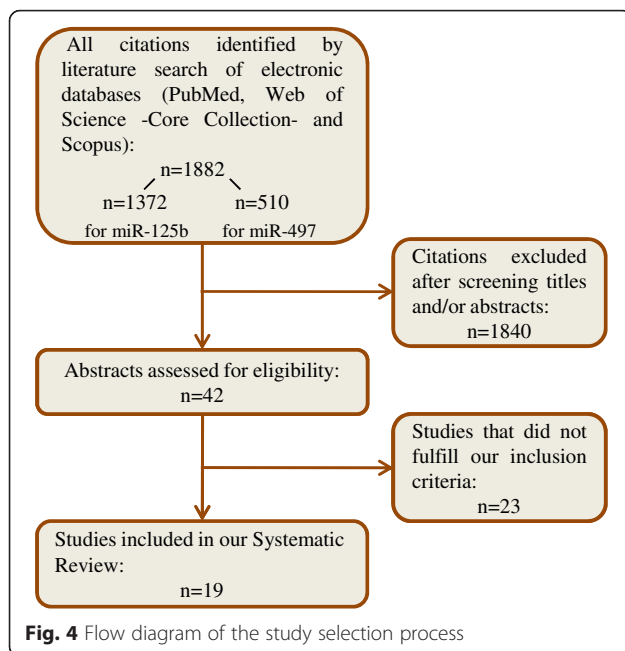 All citations identified by
literature search of electronic
databases (PubMed, Web of
Science -Core Collection- and
Scopus):
n=1882
n=1372 n=510
for miR-125b for miR-497
Citations excluded
after screening titles
and/or abstracts:
n=1840
Abstracts assessed for eligibility:
n=42
Studies that did not
fulfill our inclusion
criteria:
n=23
Studies included in our Systematic
Review:
n=19
Fig. 4 Flow diagram of the study selection process